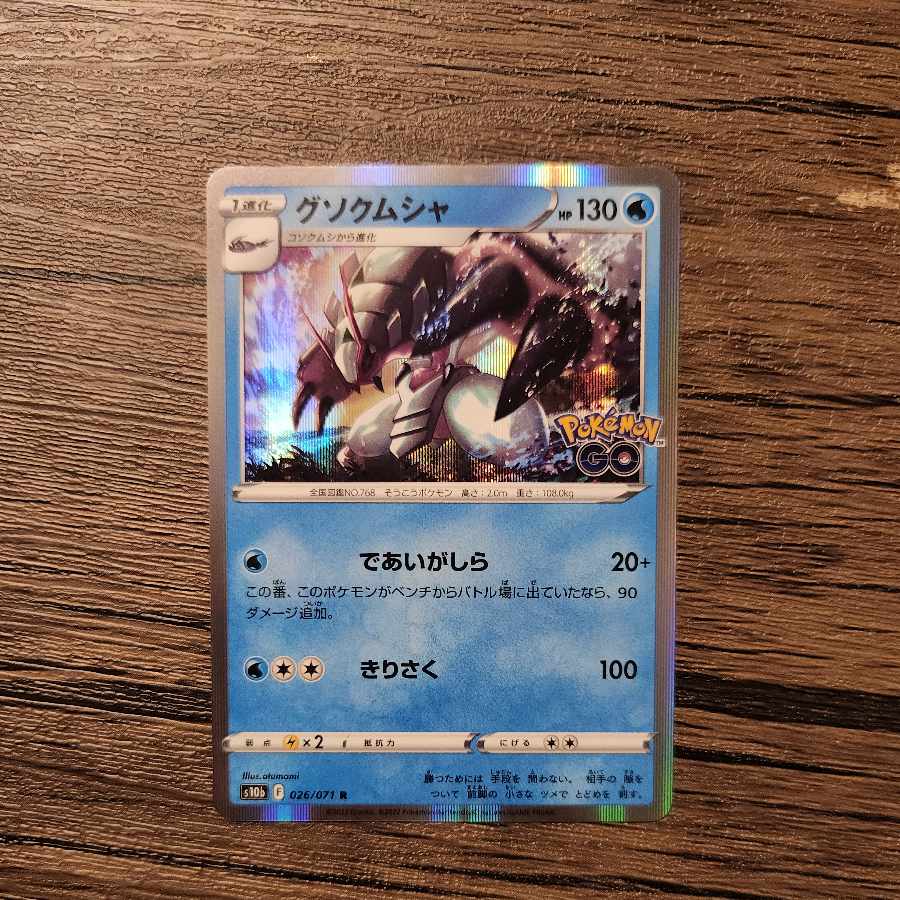 1進化
グソクムシャ
HP 130
コソクムシから進化
Pokémon
GO
全国図鑑NO.768 そうこうポケモン 高さ:2.0m 重さ:108.0kg
であいがしら 20+
この番、このポケモンがベンチからバトル場に出ていたなら、90
ダメージ追加。
きりさく 100
弱点 ×2 抵抗力 にげる
Illus.otumami
勝つためには 手段を 問わない。 相手の 隙を
ついて 前脚の 小さな ツメで とどめを 刺す。
s10b F 026/071 R